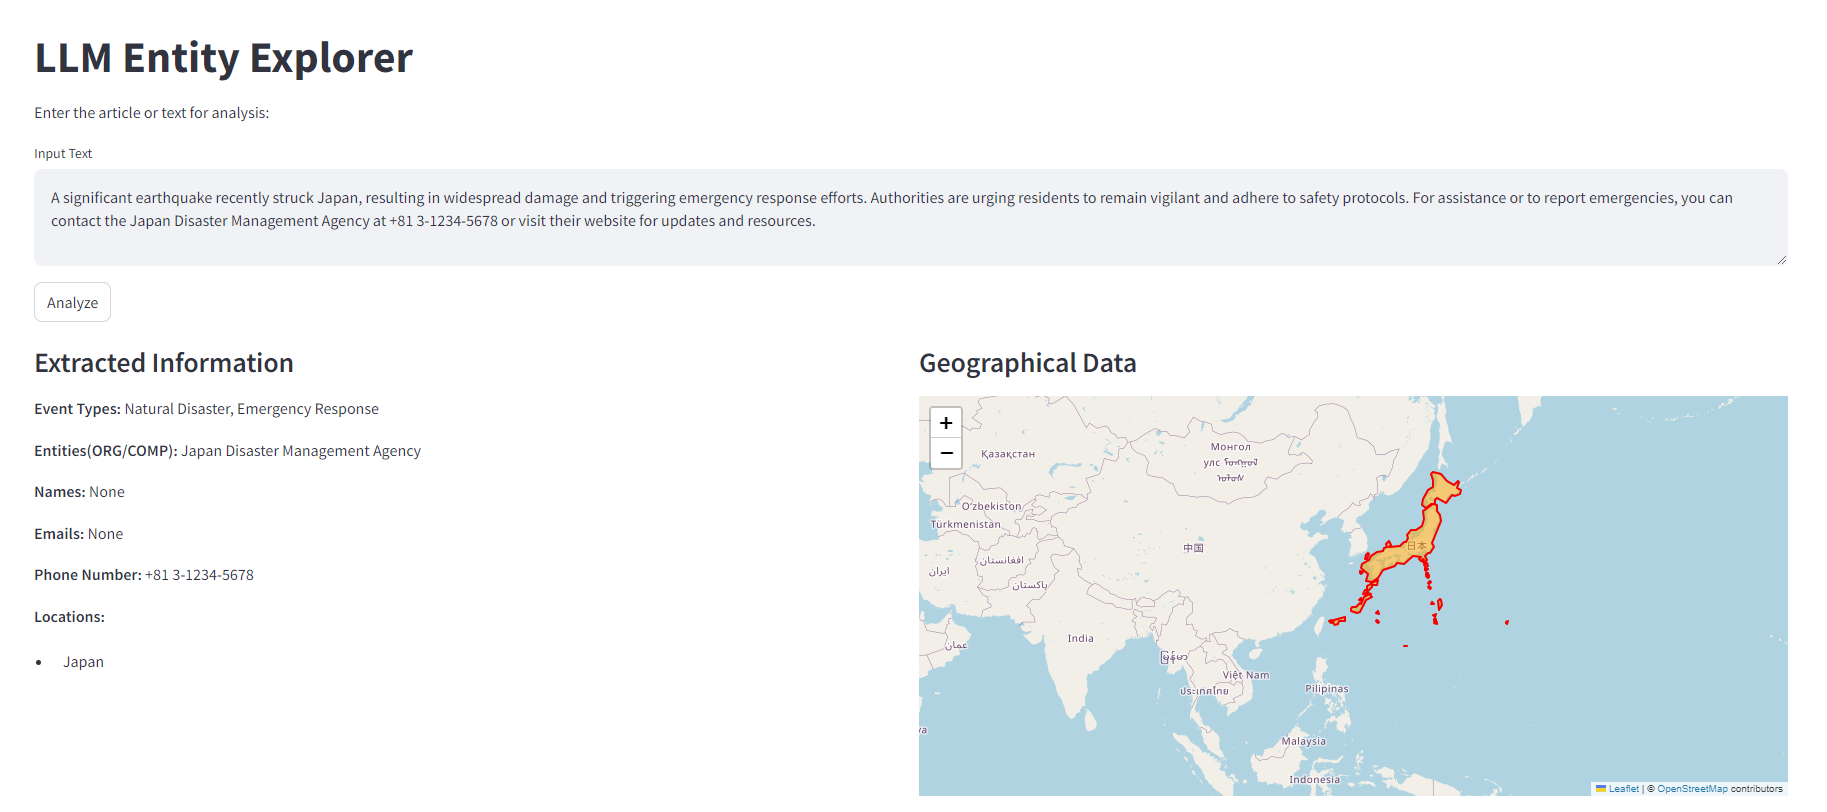 LLM Entity Explorer
Enter the article or text for analysis:
Input Text
A significant earthquake recently struck Japan, resulting in widespread damage and triggering emergency response efforts. Authorities are urging residents to remain vigilant and adhere to safety protocols. For assistance or to report emergencies, you can
contact the Japan Disaster Management Agency at +81 3-1234-5678 or visit their website for updates and resources.
Analyze
Extracted Information
Event Types: Natural Disaster, Emergency Response
Entities(ORG/COMP): Japan Disaster Management Agency
Names: None
Emails: None
Phone Number: +81 3-1234-5678
Locations:
• Japan
Geographical Data
+
−
Монгол
улс
Қазақстан
Oʻzbekiston
Türkmenistan
日本
中国
افغانستان
ایران
پاکستان
India
عمان
မြန်မာ
Việt Nam
ประเทศไทย
Pilipinas
Malaysia
Indonesia
Leaflet | © OpenStreetMap contributors